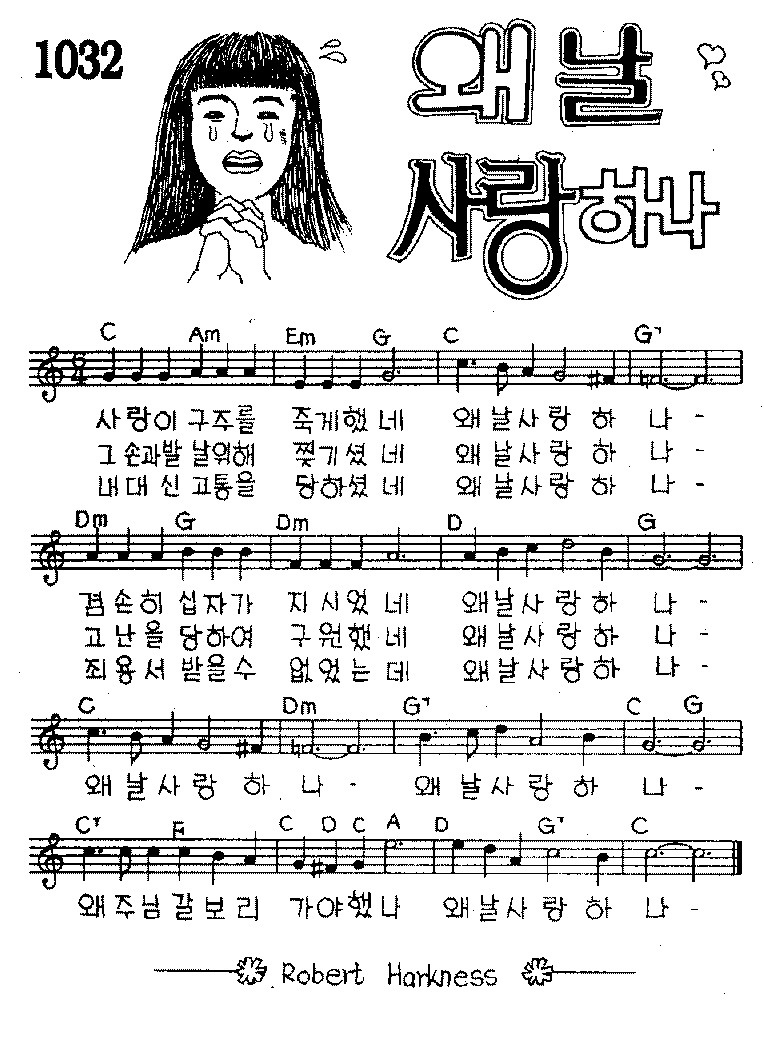 1032
왜 날
사랑하나
C Am Em G C G7
6/4
사랑이 구주를 죽게했네 왜 날사랑 하 나 -
그 손과발 날위해 찢기셨네 왜 날사랑 하 나 -
내 대신 고통을 당하셨네 왜 날사랑 하 나 -
Dm G Dm D G
겸손히 십자가 지시었네 왜날사랑하 나 -
고난을 당하여 구원했네 왜 날사랑하 나 -
죄용서 받을수 없었는데 왜 날사랑하 나 -
C Dm G7 C G
왜 날사랑 하 나 - 왜 날사랑 하 나 -
C7 F C D C A D G7 C
왜주님 갈보리 가야했나 왜날사랑 하 나 -
Robert Harkness